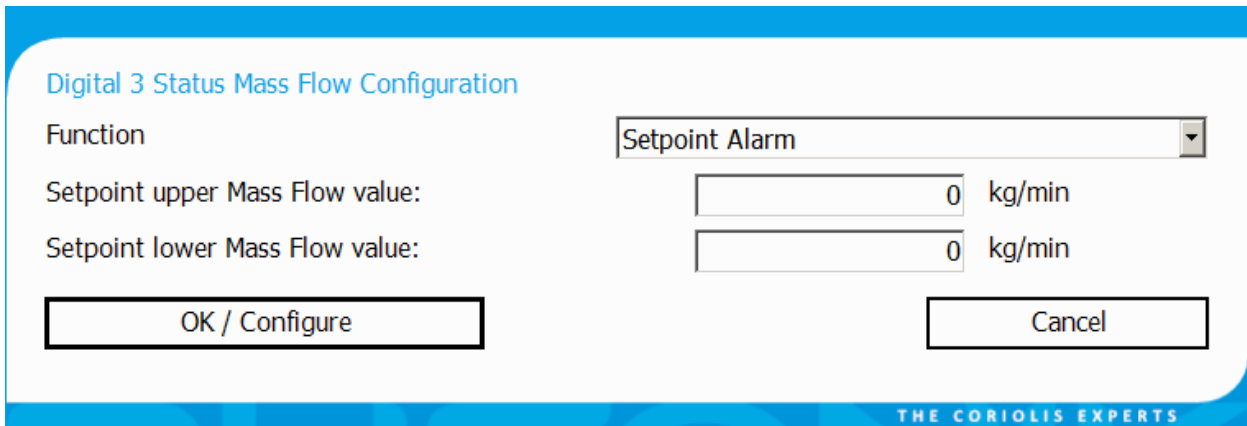 Digital 3 Status Mass Flow Configuration
Function Setpoint Alarm
Setpoint upper Mass Flow value: 0 kg/min
Setpoint lower Mass Flow value: 0 kg/min
OK / Configure Cancel
THE CORIOLIS EXPERTS